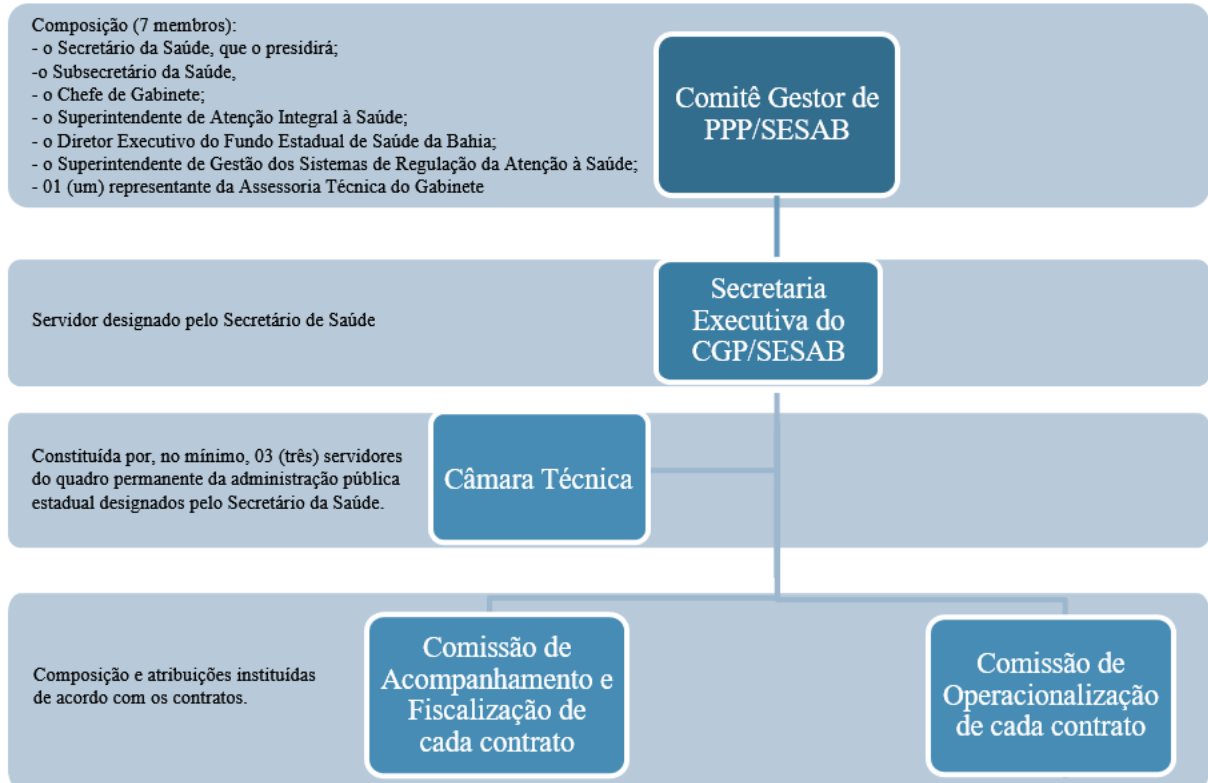 Composição (7 membros):
- o Secretário da Saúde, que o presidirá;
-o Subsecretário da Saúde,
- o Chefe de Gabinete;
- o Superintendente de Atenção Integral à Saúde;
- o Diretor Executivo do Fundo Estadual de Saúde da Bahia;
- o Superintendente de Gestão dos Sistemas de Regulação da Atenção à Saúde;
- 01 (um) representante da Assessoria Técnica do Gabinete
Comitê Gestor de
PPP/SESAB
Servidor designado pelo Secretário de Saúde
Secretaria
Executiva do
CGP/SESAB
Constituída por, no mínimo, 03 (três) servidores
do quadro permanente da administração pública
estadual designados pelo Secretário da Saúde.
Câmara Técnica
Composição e atribuições instituídas
de acordo com os contratos.
Comissão de
Acompanhamento e
Fiscalização de
cada contrato
Comissão de
Operacionalização
de cada contrato